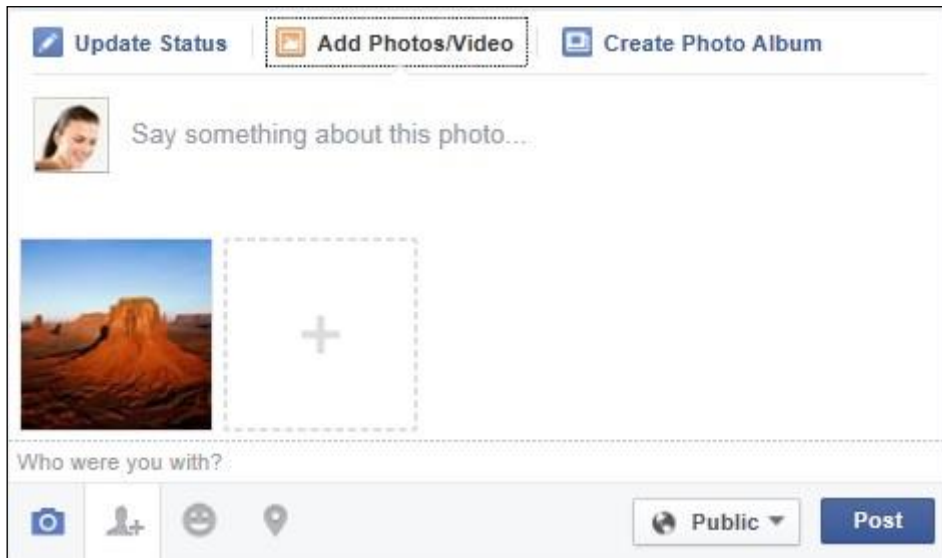 Update Status Add Photos/Video Create Photo Album
Say something about this photo...
Who were you with?
Public Post